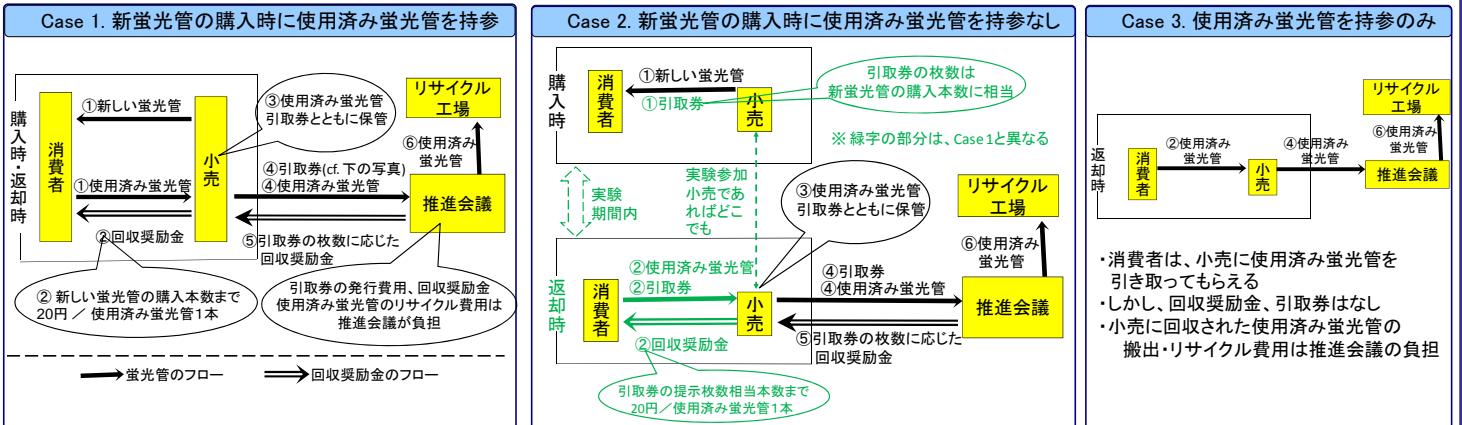 Case 1. 新蛍光管の購入時に使用済み蛍光管を持参
購入時・返却時
消費者
小売
①新しい蛍光管
③使用済み蛍光管
引取券とともに保管
リサイクル
工場
⑥使用済み
蛍光管
①使用済み蛍光管
④引取券(cf. 下の写真)
④使用済み蛍光管
推進会議
②回収奨励金
⑤引取券の枚数に応じた
回収奨励金
② 新しい蛍光管の購入本数まで
20円 ／ 使用済み蛍光管1本
引取券の発行費用、回収奨励金
使用済み蛍光管のリサイクル費用は
推進会議が負担
蛍光管のフロー
回収奨励金のフロー
Case 2. 新蛍光管の購入時に使用済み蛍光管を持参なし
購入時
消費者
①新しい蛍光管
①引取券
小売
引取券の枚数は
新蛍光管の購入本数に相当
※ 緑字の部分は、Case1と異なる
実験
期間内
実験参加
小売であ
ればどこ
でも
③使用済み蛍光管
引取券とともに保管
リサイクル
工場
⑥使用済み
蛍光管
返却時
消費者
②使用済み蛍光管
②引取券
小売
④引取券
④使用済み蛍光管
推進会議
②回収奨励金
⑤引取券の枚数に応じた
回収奨励金
引取券の提示枚数相当本数まで
20円／使用済み蛍光管1本
Case 3. 使用済み蛍光管を持参のみ
リサイクル
工場
⑥使用済み
蛍光管
返却時
消費者
②使用済み
蛍光管
小売
④使用済み
蛍光管
推進会議
・消費者は、小売に使用済み蛍光管を
引き取ってもらえる
・しかし、回収奨励金、引取券はなし
・小売に回収された使用済み蛍光管の
搬出・リサイクル費用は推進会議の負担